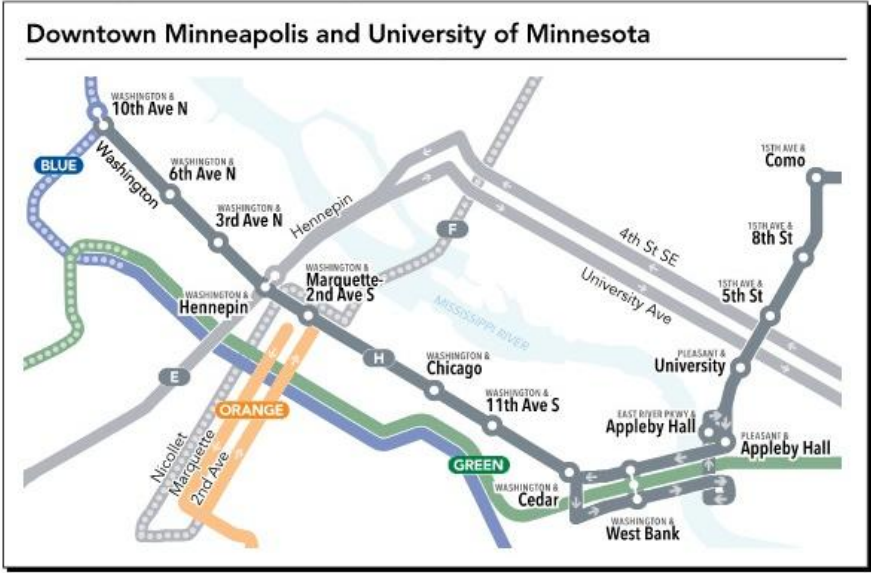 Downtown Minneapolis and University of Minnesota
WASHINGTON &
10th Ave N
BLUE
Washington
WASHINGTON &
6th Ave N
WASHINGTON &
3rd Ave N
Hennepin
F
4th St SE
University Ave
15TH AVE &
Como
15TH AVE &
8th St
15TH AVE &
5th St
WASHINGTON &
Marquette-
2nd Ave S
WASHINGTON &
Hennepin
MISSISSIPPI RIVER
H
WASHINGTON &
Chicago
PLEASANT &
University
E
WASHINGTON &
11th Ave S
ORANGE
EAST RIVER PKWY &
Appleby Hall
PLEASANT &
Appleby Hall
Nicollet
Marquette
2nd Ave
GREEN
WASHINGTON &
Cedar
WASHINGTON &
West Bank